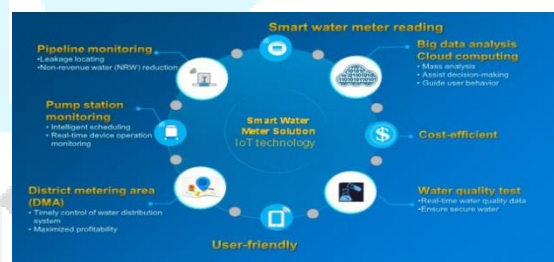 Smart water meter reading
Pipeline monitoring
•Leakage locating
•Non-revenue water (NRW) reduction
Big data analysis
Cloud computing
• Mass analysis
• Assist decision-making
• Guide user behavior
Pump station
monitoring
• Intelligent scheduling
• Real-time device operation
monitoring
Smart Water
Meter Solution
IoT technology
Cost-efficient
District metering area
(DMA)
• Timely control of water distribution
system
• Maximized profitability
Water quality test
•Real-time water quality data
•Ensure secure water
User-friendly